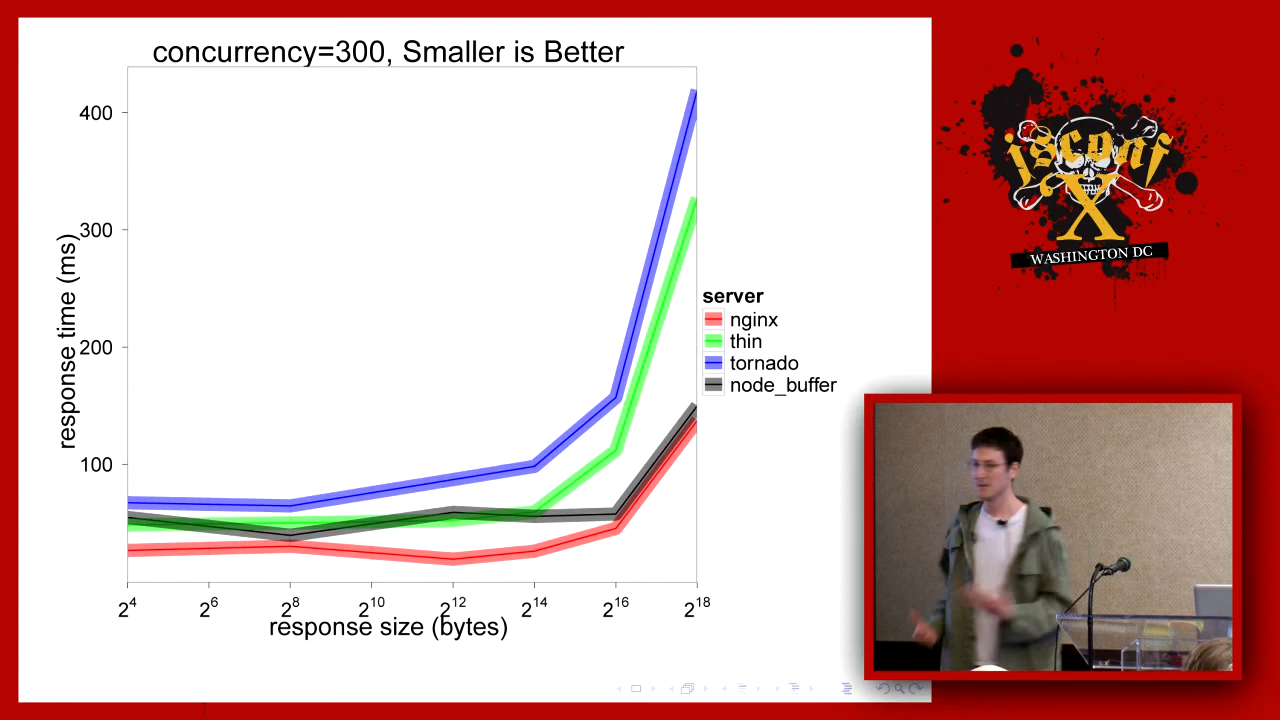 concurrency=300, Smaller is Better
400
300
200
100
response time (ms)
2^4 2^6 2^8 2^10 2^12 2^14 2^16 2^18
response size (bytes)
server
nginx
thin
tornado
node_buffer
jsconf
X
WASHINGTON DC